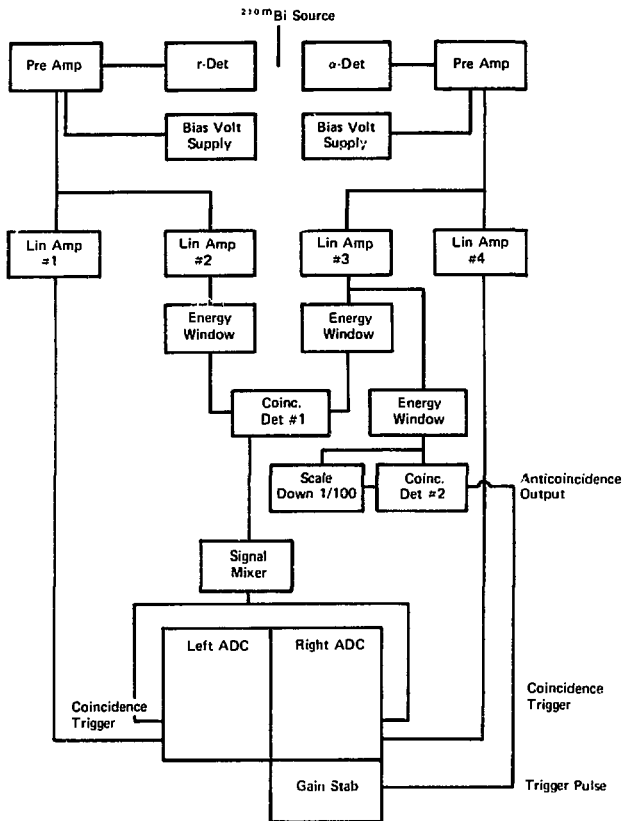 210mBi Source
Pre Amp
r-Det
α-Det
Pre Amp
Bias Volt
Supply
Bias Volt
Supply
Lin Amp
#1
Lin Amp
#2
Lin Amp
#3
Lin Amp
#4
Energy
Window
Energy
Window
Coinc.
Det #1
Energy
Window
Scale
Down 1/100
Coinc.
Det #2
Anticoincidence
Output
Signal
Mixer
Left ADC
Right ADC
Coincidence
Trigger
Coincidence
Trigger
Gain Stab
Trigger Pulse